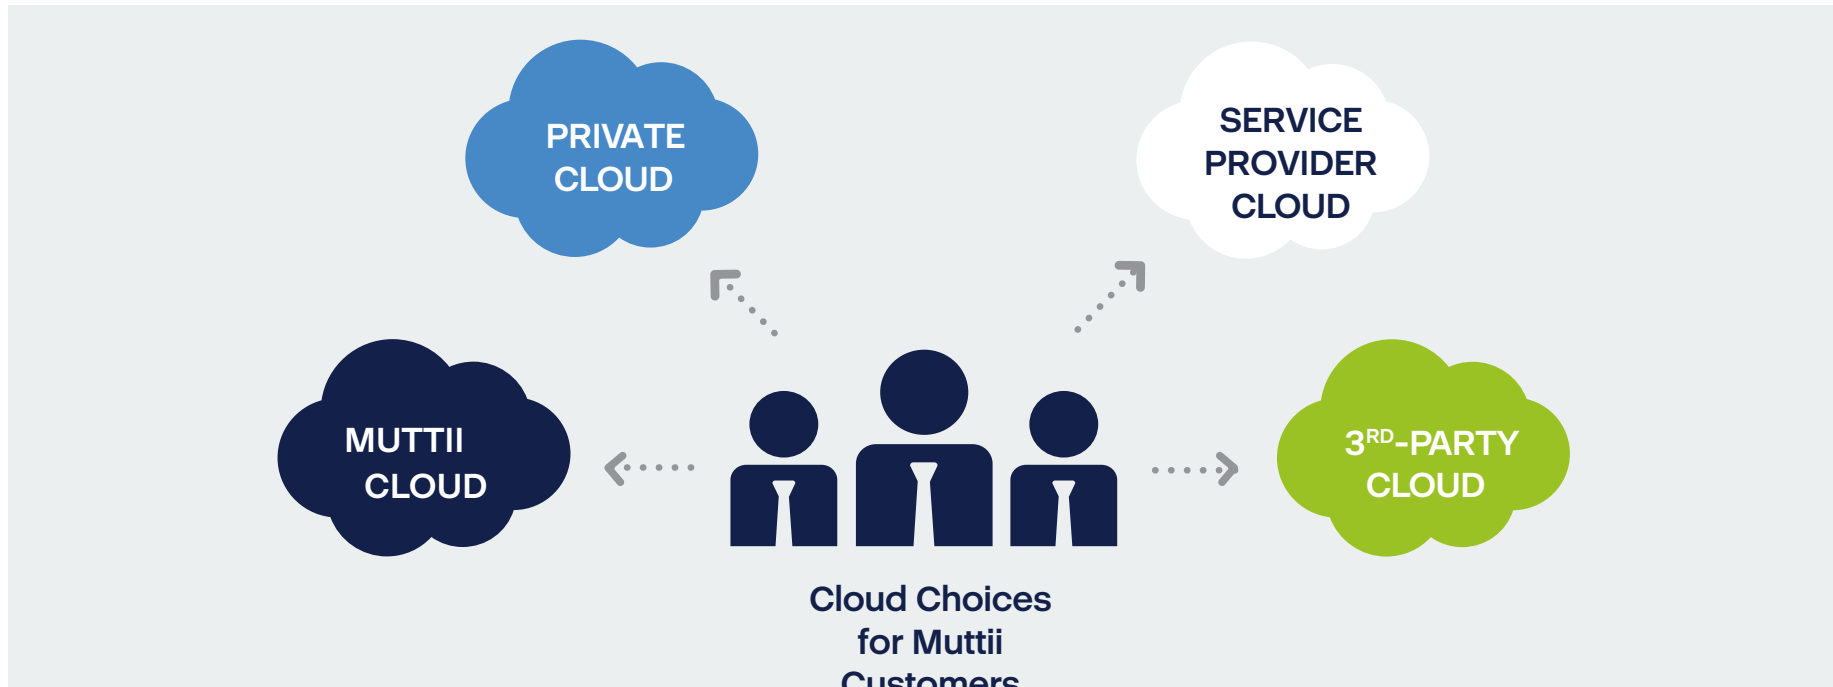 PRIVATE
CLOUD
SERVICE
PROVIDER
CLOUD
MUTTII
CLOUD
3RD-PARTY
CLOUD
Cloud Choices
for Muttii
Customers